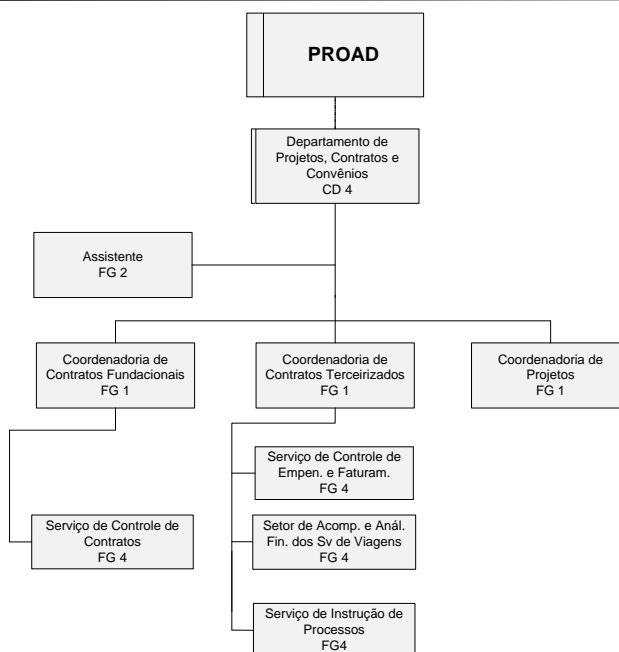 PROAD
Departamento de
Projetos, Contratos e
Convênios
CD 4
Assistente
FG 2
Coordenadoria de
Contratos Fundacionais
FG 1
Coordenadoria de
Contratos Terceirizados
FG 1
Coordenadoria de
Projetos
FG 1
Serviço de Controle de
Empen. e Faturam.
FG 4
Serviço de Controle de
Contratos
FG 4
Setor de Acomp. e Anál.
Fin. dos Sv de Viagens
FG 4
Serviço de Instrução de
Processos
FG4